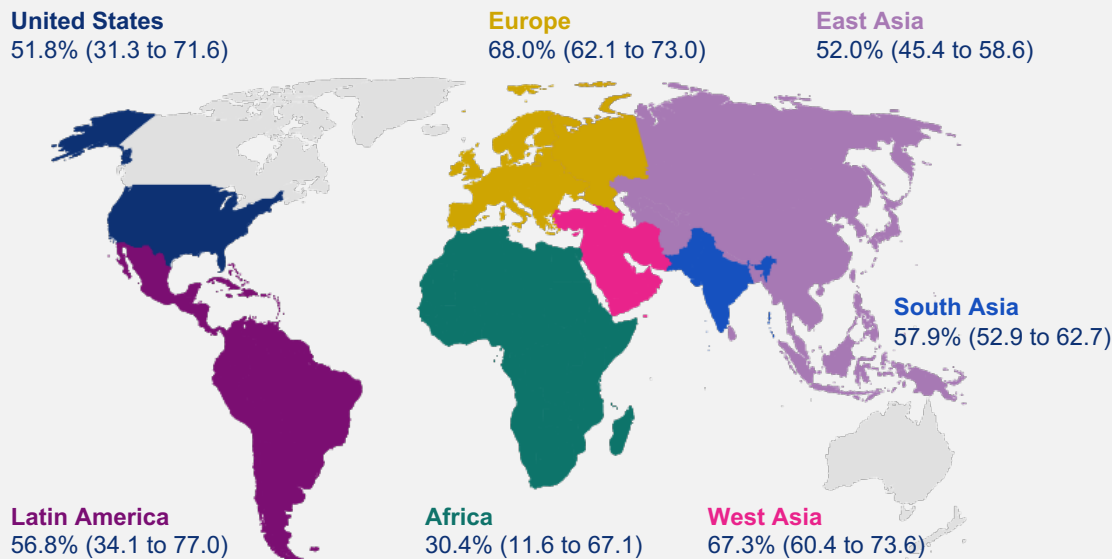 United States
51.8% (31.3 to 71.6)
Europe
68.0% (62.1 to 73.0)
East Asia
52.0% (45.4 to 58.6)
South Asia
57.9% (52.9 to 62.7)
Latin America
56.8% (34.1 to 77.0)
Africa
30.4% (11.6 to 67.1)
West Asia
67.3% (60.4 to 73.6)